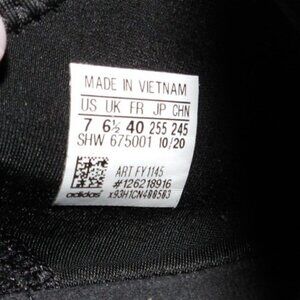 MADE IN VIETNAM
US UK FR JP CHN
7 6½ 40 255 245
SHW 675001 10/20
ART FY1145
#126218916
adidas x93H1CN408503